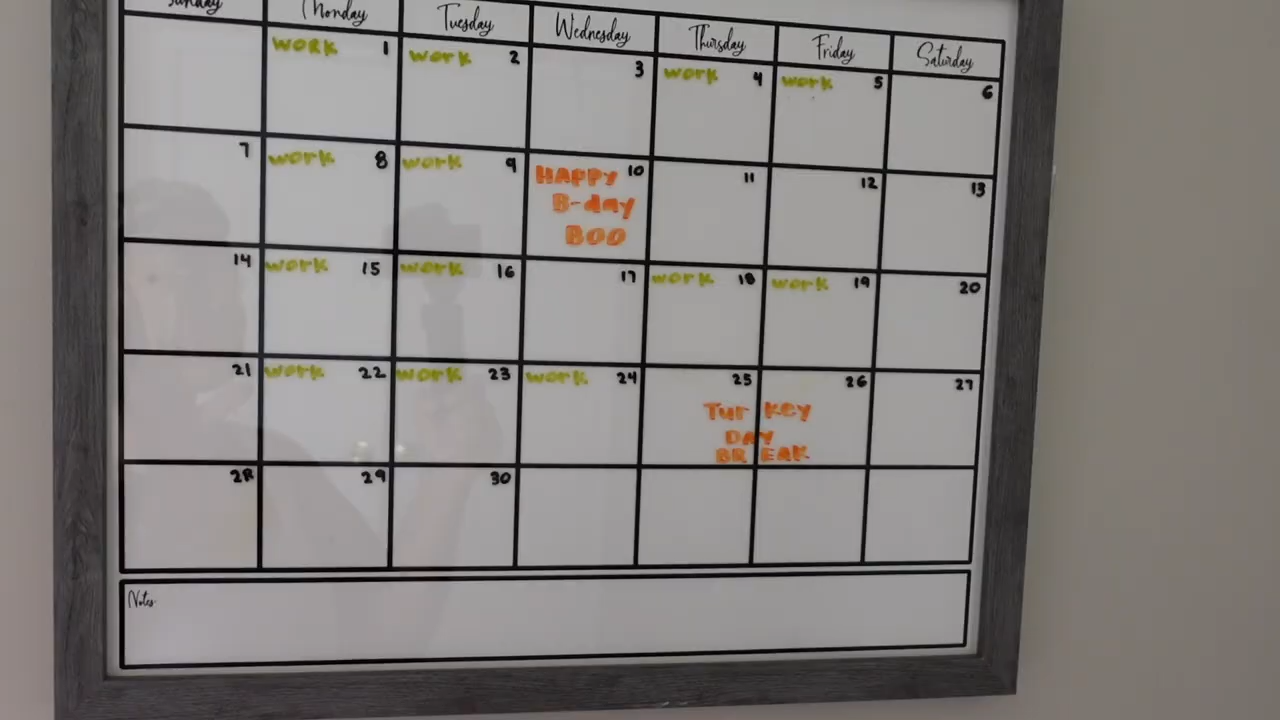 Sunday Monday Tuesday Wednesday Thursday Friday Saturday
WORK 1 work 2 3 work 4 work 5 6
7 work 8 work 9 10 11 12 13
HAPPY
B-day
BOO
14 work 15 work 16 17 work 18 work 19 20
21 work 22 work 23 work 24 25 26 27
Turkey
DAY
BREAK
28 29 30
Notes